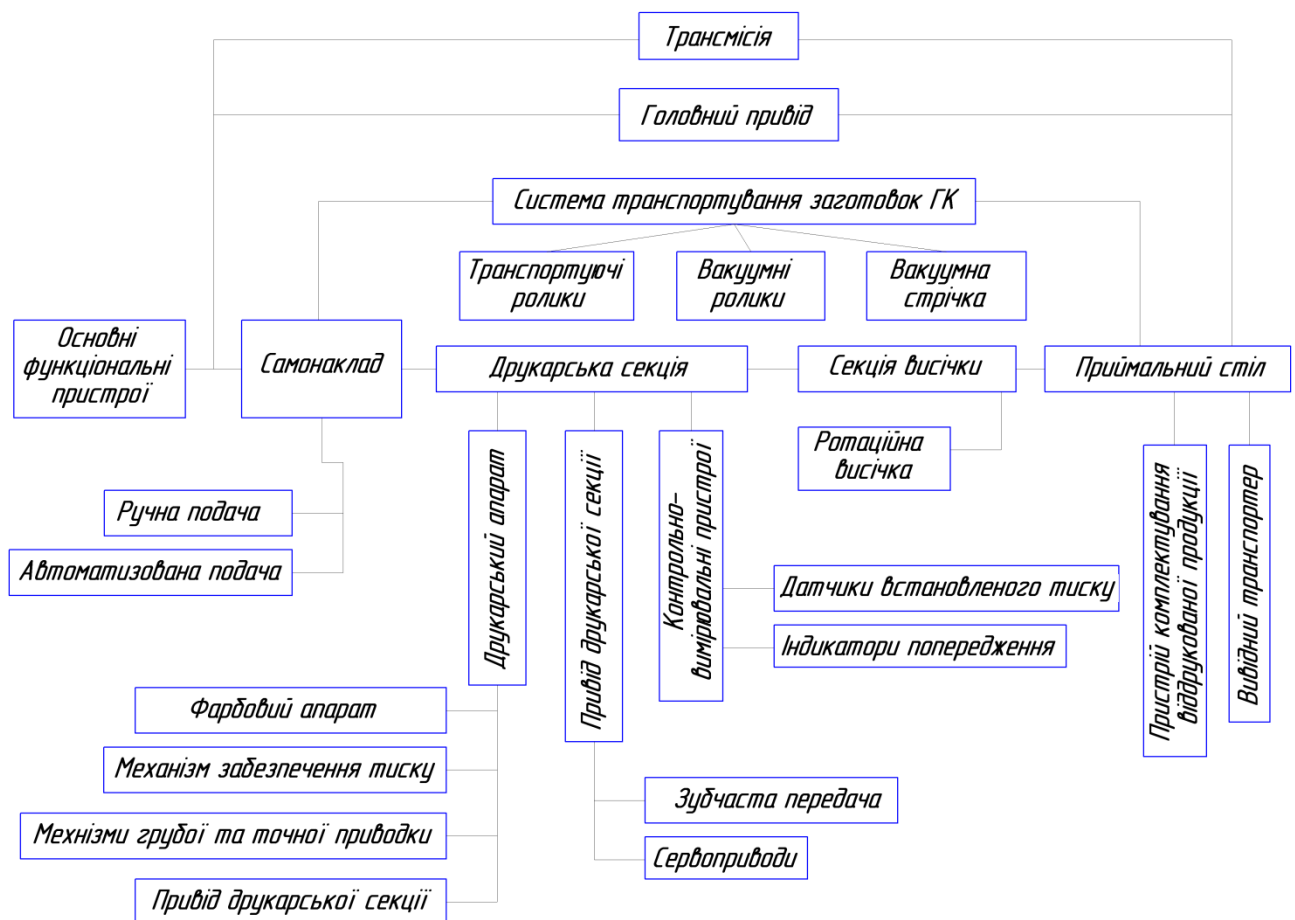 Трансмісія
Головний привід
Система транспортування заготовок ГК
Транспортуючі
ролики
Вакуумні
ролики
Вакуумна
стрічка
Основні
функціональні
пристрої
Самонаклад
Друкарська секція
Секція висічки
Приймальний стіл
Ручна подача
Автоматизована подача
Друкарський апарат
Привід друкарської секції
Контрольно-
вимірювальні пристрої
Ротаційна
висічка
Датчики встановленого тиску
Індикатори попередження
Пристрій комплектування
віддрукованої продукції
Вивідний транспортер
Фарбовий апарат
Механізм забезпечення тиску
Мехнізми грубої та точної приводки
Привід друкарської секції
Зубчаста передача
Сервоприводи